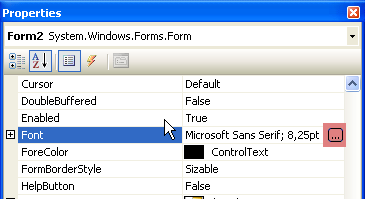 Properties
Form2 System.Windows.Forms.Form
Cursor Default
DoubleBuffered False
Enabled True
Font Microsoft Sans Serif; 8,25pt ...
ForeColor ControlText
FormBorderStyle Sizable
HelpButton False